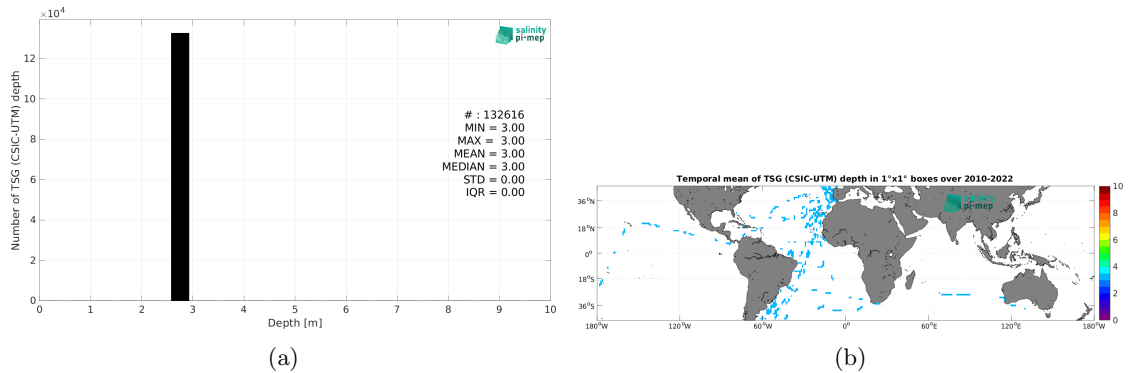 ×10⁴
12
10
8
6
4
2
0
Number of TSG (CSIC-UTM) depth
salinity
pi-mep
# : 132616
MIN = 3.00
MAX = 3.00
MEAN = 3.00
MEDIAN = 3.00
STD = 0.00
IQR = 0.00
0 1 2 3 4 5 6 7 8 9 10
Depth [m]
(a)
Temporal mean of TSG (CSIC-UTM) depth in 1°x1° boxes over 2010-2022
salinity
pi-mep
36°N
18°N
0°
18°S
36°S
180°W 120°W 60°W 0° 60°E 120°E 180°W
10
8
6
4
2
0
(b)